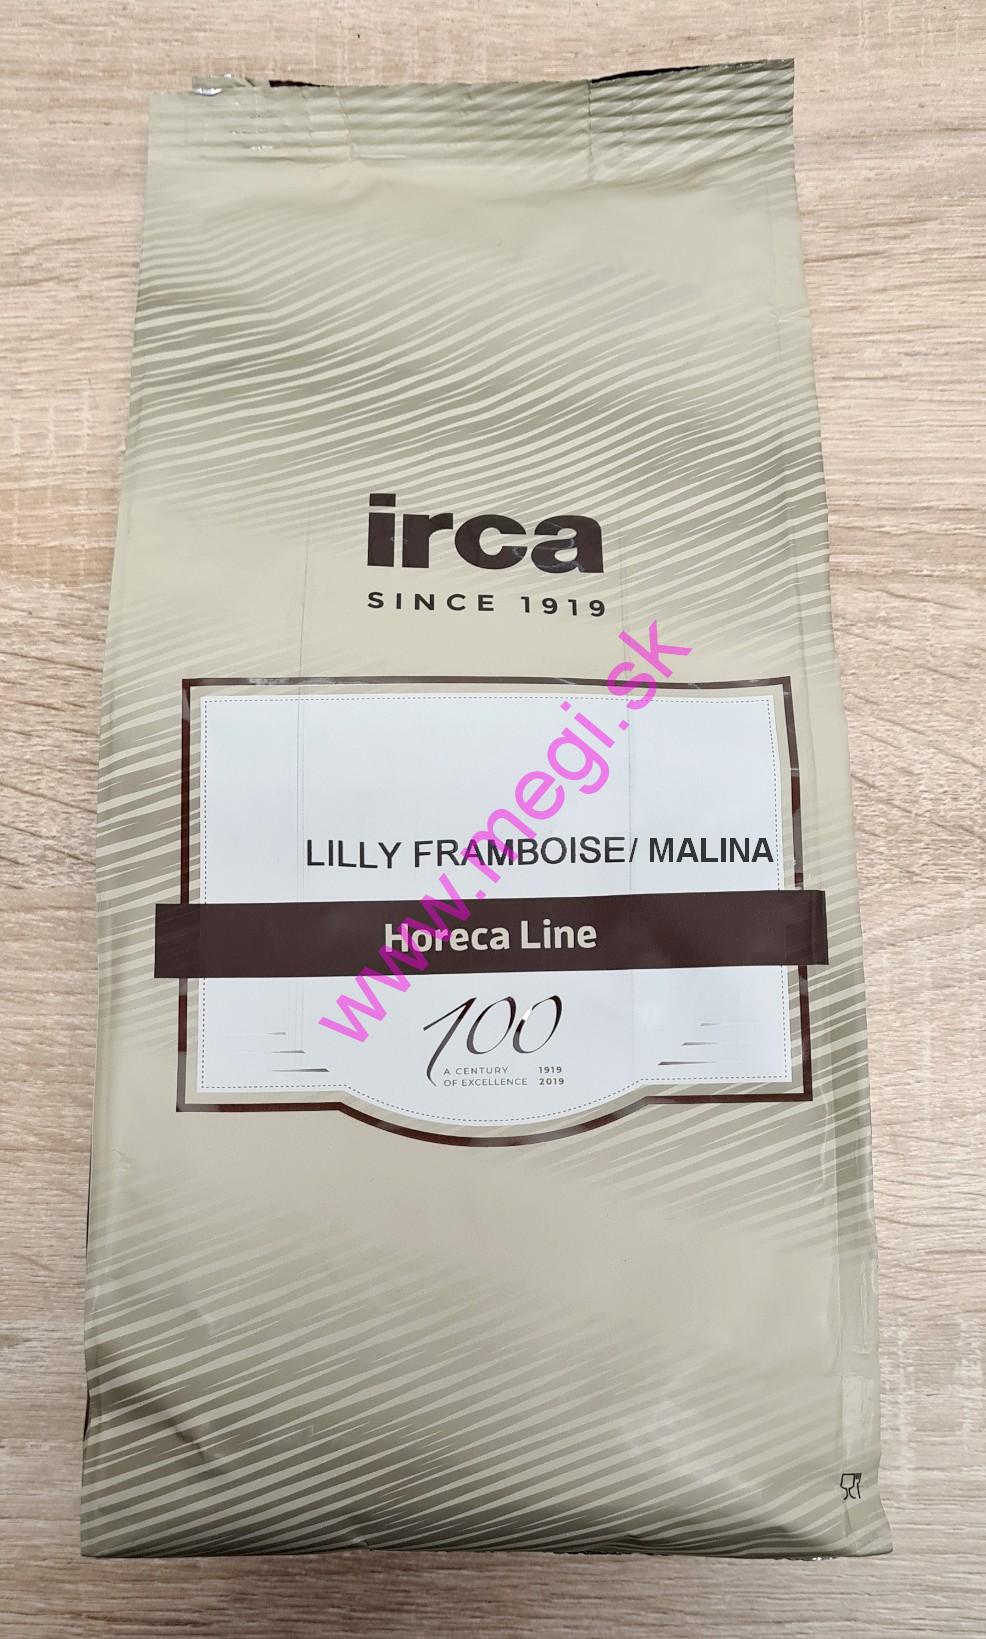 irca
SINCE 1919
LILLY FRAMBOISE/ MALINA
Horeca Line
100
A CENTURY 1919
OF EXCELLENCE 2019
www.megi.sk